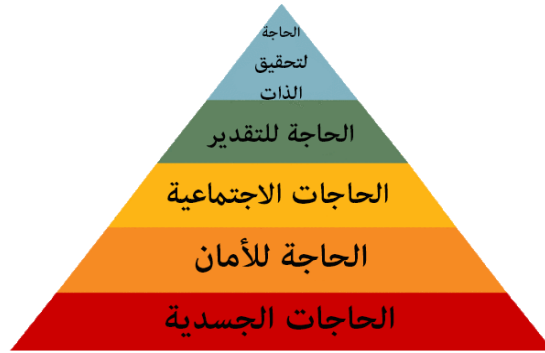 الحاجة
لتحقيق
الذات
الحاجة للتقدير
الحاجات الاجتماعية
الحاجة للأمان
الحاجات الجسدية